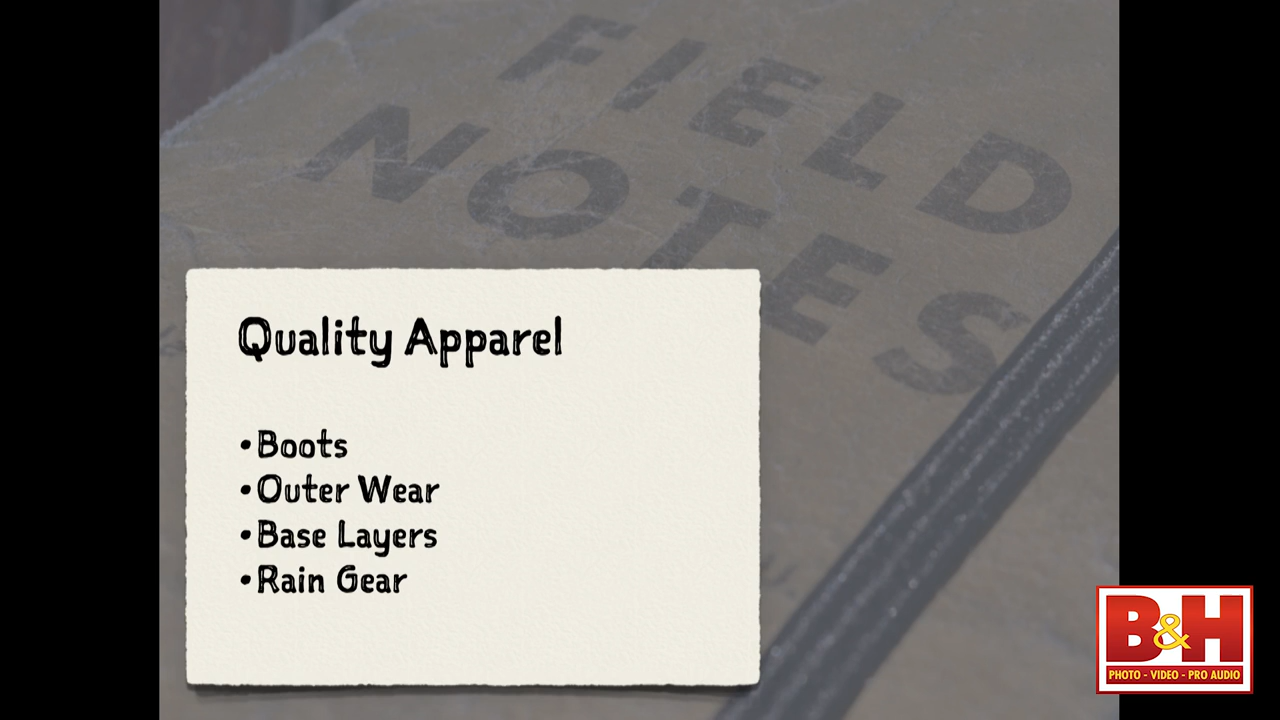 FIELD
NOTES
Quality Apparel
•Boots
•Outer Wear
•Base Layers
•Rain Gear
B&H
PHOTO - VIDEO - PRO AUDIO